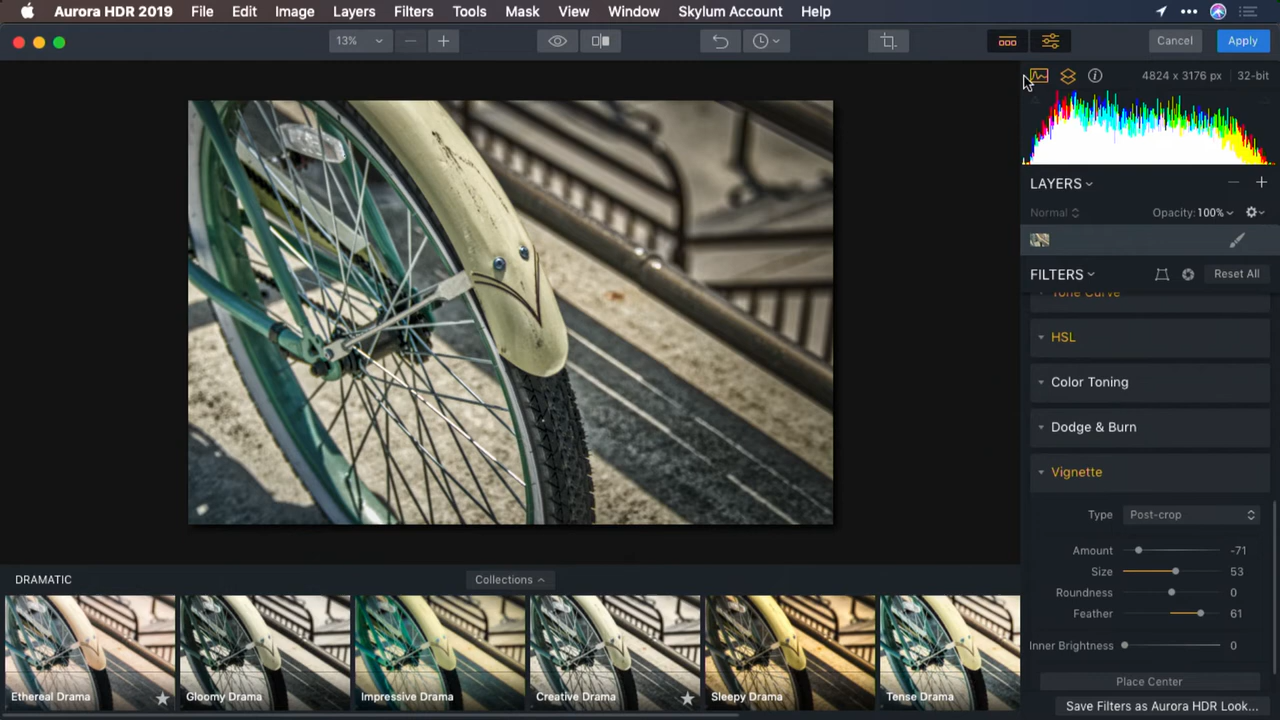 Aurora HDR 2019 File Edit Image Layers Filters Tools Mask View Window Skylum Account Help
13% Cancel Apply
4824 x 3176 px 32-bit
LAYERS
Normal Opacity: 100%
FILTERS Reset All
Tone Curve
HSL
Color Toning
Dodge & Burn
Vignette
Type Post-crop
Amount -71
Size 53
Roundness 0
Feather 61
Inner Brightness 0
Place Center
Save Filters as Aurora HDR Look...
DRAMATIC Collections
Ethereal Drama Gloomy Drama Impressive Drama Creative Drama Sleepy Drama Tense Drama